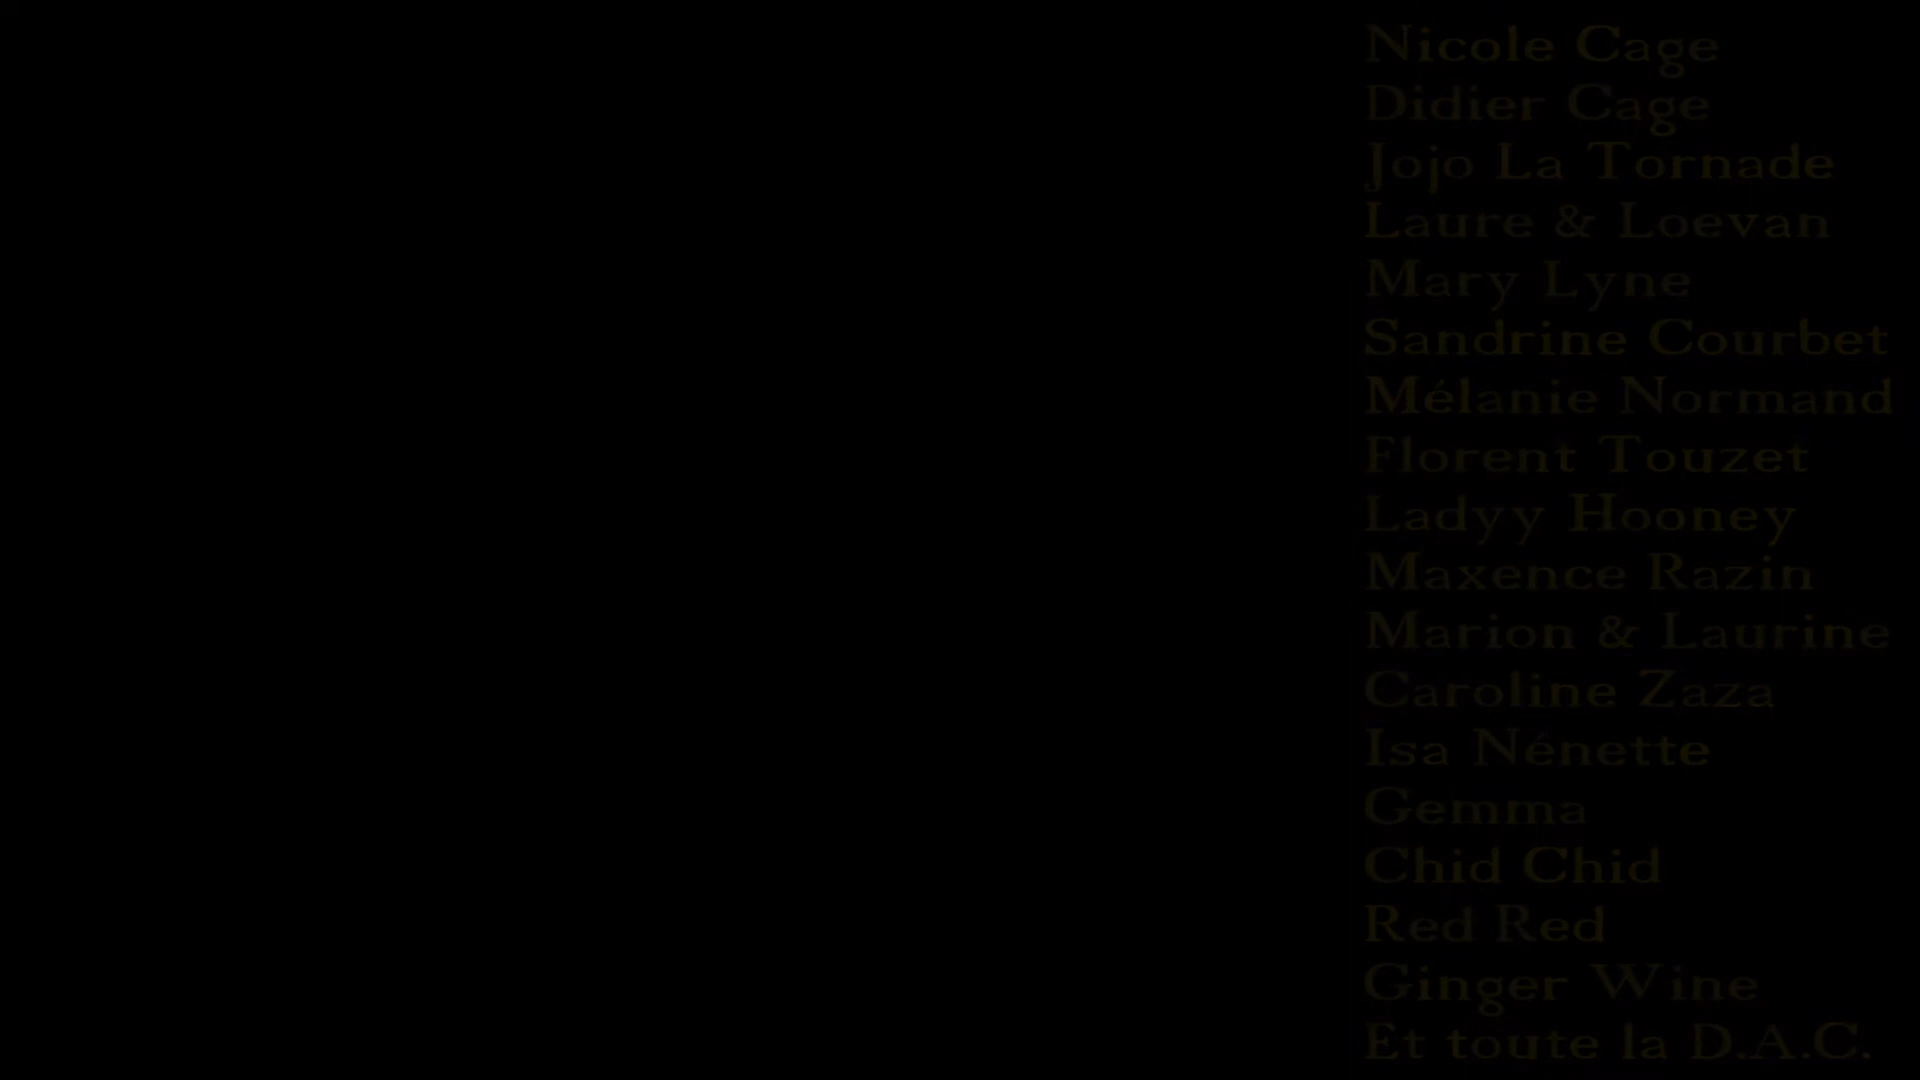 Nicole Cage
Didier Cage
Jojo La Tornade
Laure & Loevan
Mary Lyne
Sandrine Courbet
Mélanie Normand
Florent Touzet
Ladyy Hooney
Maxence Razin
Marion & Laurine
Caroline Zaza
Isa Nénette
Gemma
Chid Chid
Red Red
Ginger Wine
Et toute la D.A.C.